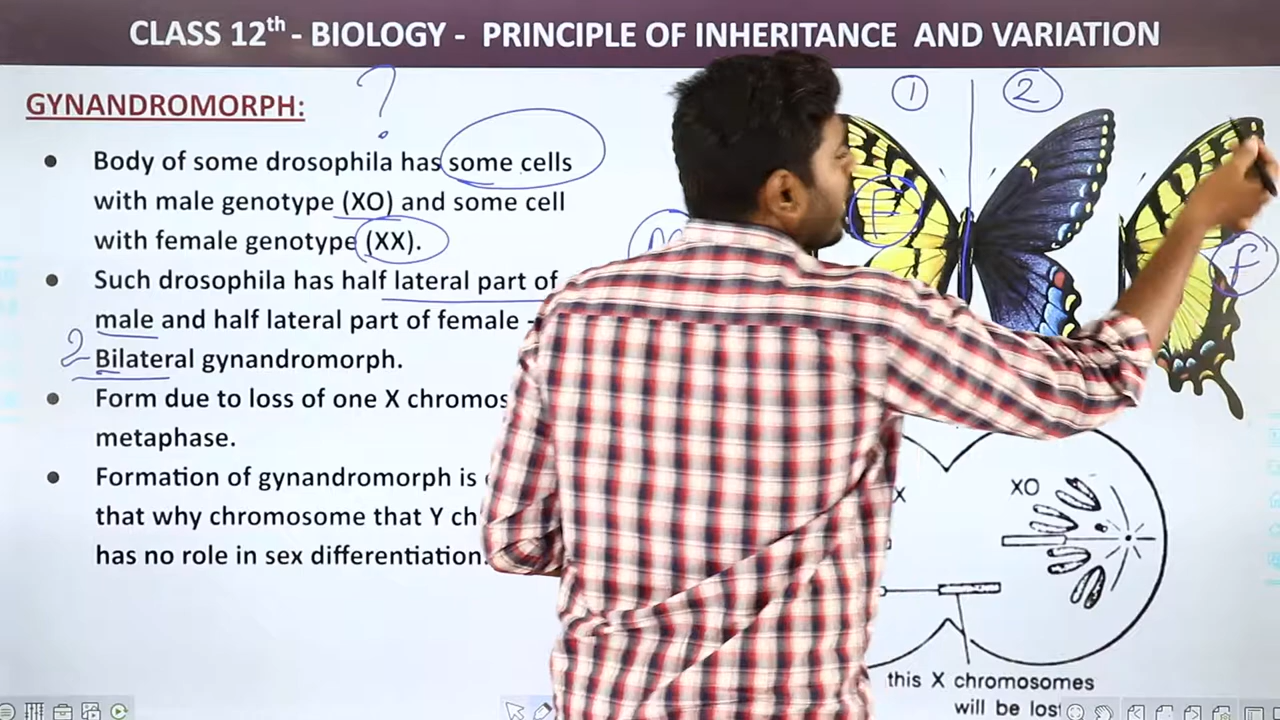 CLASS 12th - BIOLOGY - PRINCIPLE OF INHERITANCE AND VARIATION
GYNANDROMORPH:
?
① ②
Body of some drosophila has some cells
with male genotype (XO) and some cell
with female genotype (XX).
Such drosophila has half lateral part of
male and half lateral part of female -
2 Bilateral gynandromorph.
Form due to loss of one X chromos
metaphase.
Formation of gynandromorph is
that why chromosome that Y ch
has no role in sex differentiation.
F
f
X
XO
this X chromosomes
will be lost